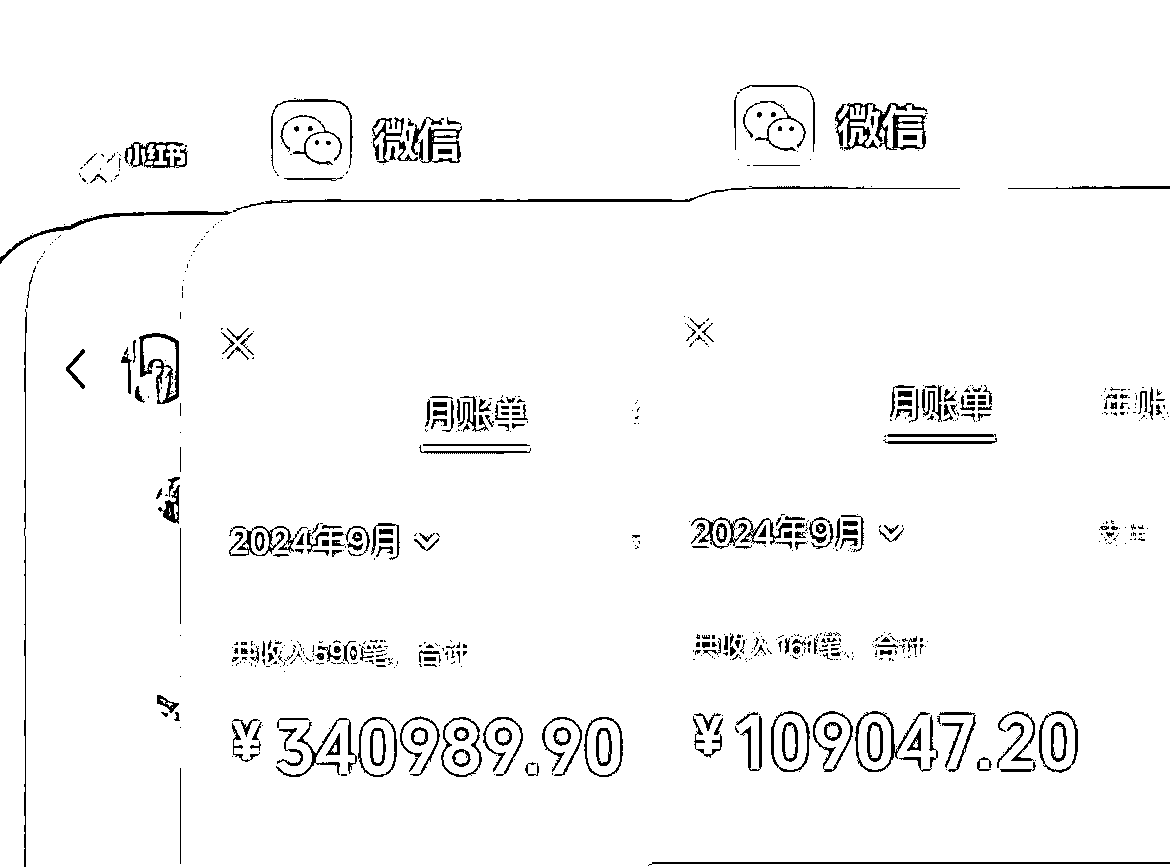 小红书
微信
微信
月账单
月账单
年账
2024年9月
2024年9月
支出
共收入590笔，合计
共收入161笔，合计
¥340989.90
¥109047.20